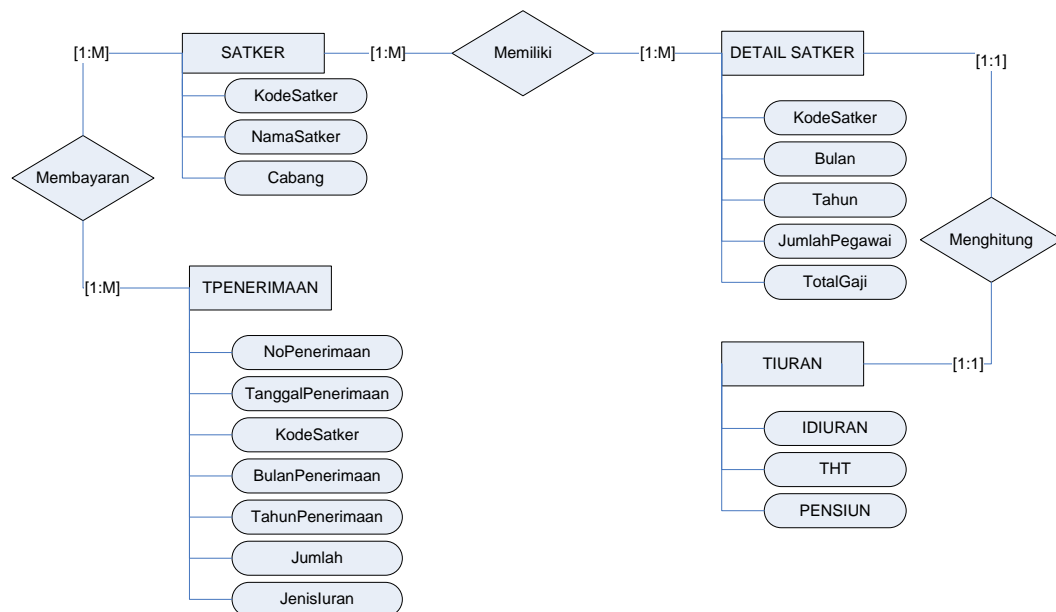 [1:M]
SATKER
[1:M]
Memiliki
[1:M]
DETAIL SATKER
[1:1]
KodeSatker
NamaSatker
Cabang
KodeSatker
Bulan
Tahun
JumlahPegawai
TotalGaji
Membayaran
Menghitung
[1:M]
TPENERIMAAN
NoPenerimaan
TanggalPenerimaan
KodeSatker
BulanPenerimaan
TahunPenerimaan
Jumlah
JenisIuran
TIURAN
[1:1]
IDIURAN
THT
PENSIUN